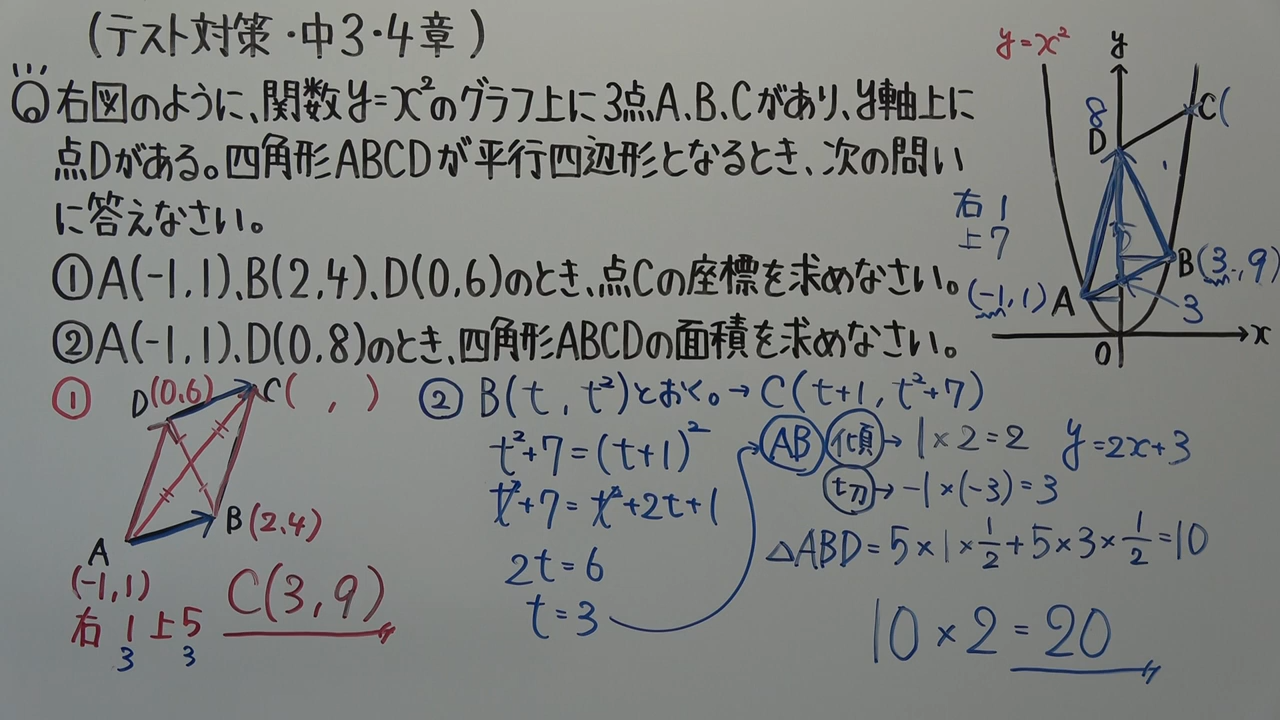 (テスト対策・中3・4章)
Q 右図のように、関数y=x²のグラフ上に3点A、B、Cがあり、y軸上に
点Dがある。四角形ABCDが平行四辺形となるとき、次の問い
に答えなさい。
①A(-1,1)、B(2,4)、D(0,6)のとき、点Cの座標を求めなさい。
②A(-1,1)、D(0,8)のとき、四角形ABCDの面積を求めなさい。
y=x²
y
8
D
C(
右1
上7
B(3,9)
(-1,1)
A
3
O
x
①
D(0,6)
C( , )
B(2,4)
A
(-1,1)
右 1 上5
3 3
C(3,9)
② B(t,t²)とおく。→C(t+1,t²+7)
t²+7=(t+1)²
t²+7=t²+2t+1
2t=6
t=3
AB 傾→1×2=2 y=2x+3
切→-1×(-3)=3
△ABD=5×1×1/2+5×3×1/2=10
10×2=20